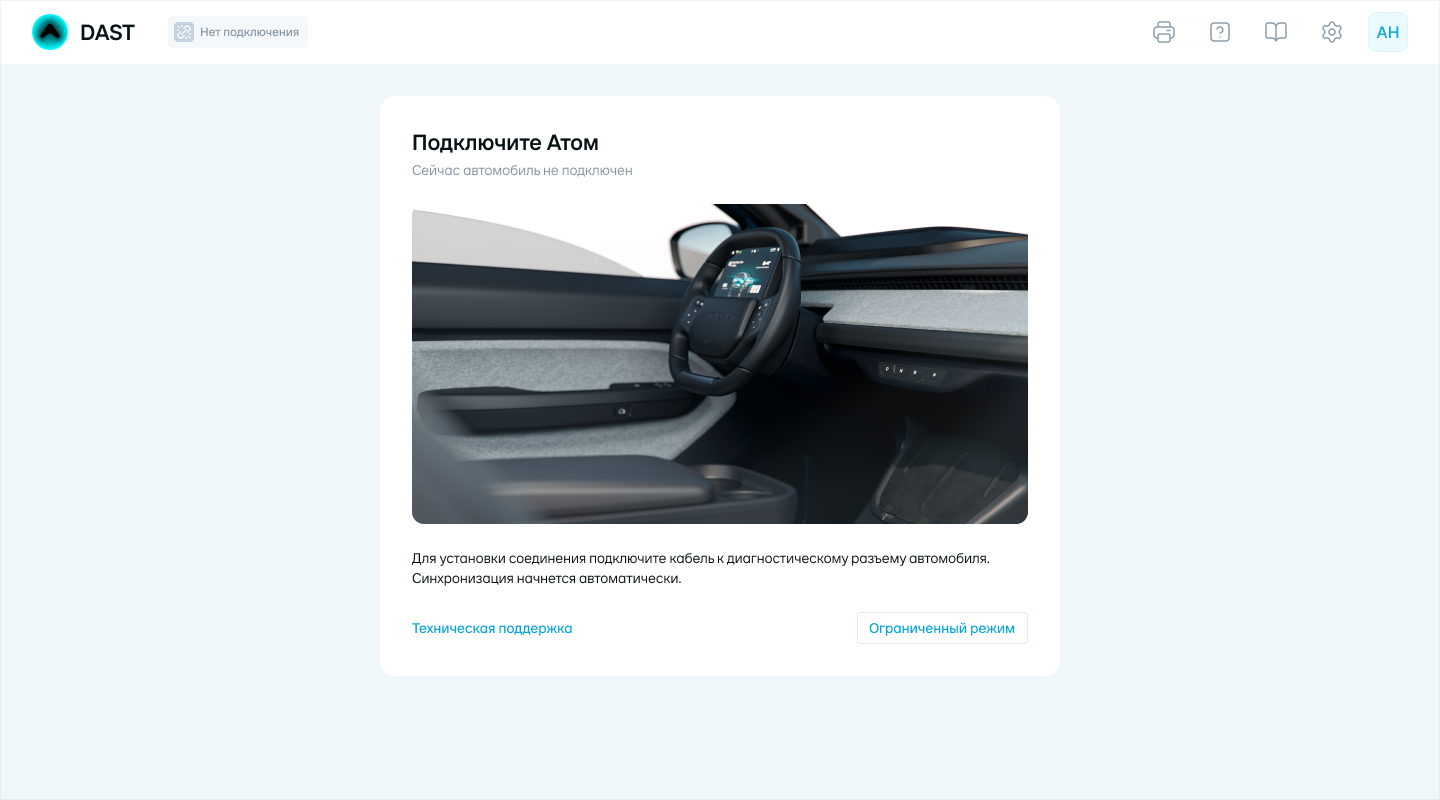 DAST
Нет подключения
АН
Подключите Атом
Сейчас автомобиль не подключен
Для установки соединения подключите кабель к диагностическому разъему автомобиля.
Синхронизация начнется автоматически.
Техническая поддержка
Ограниченный режим